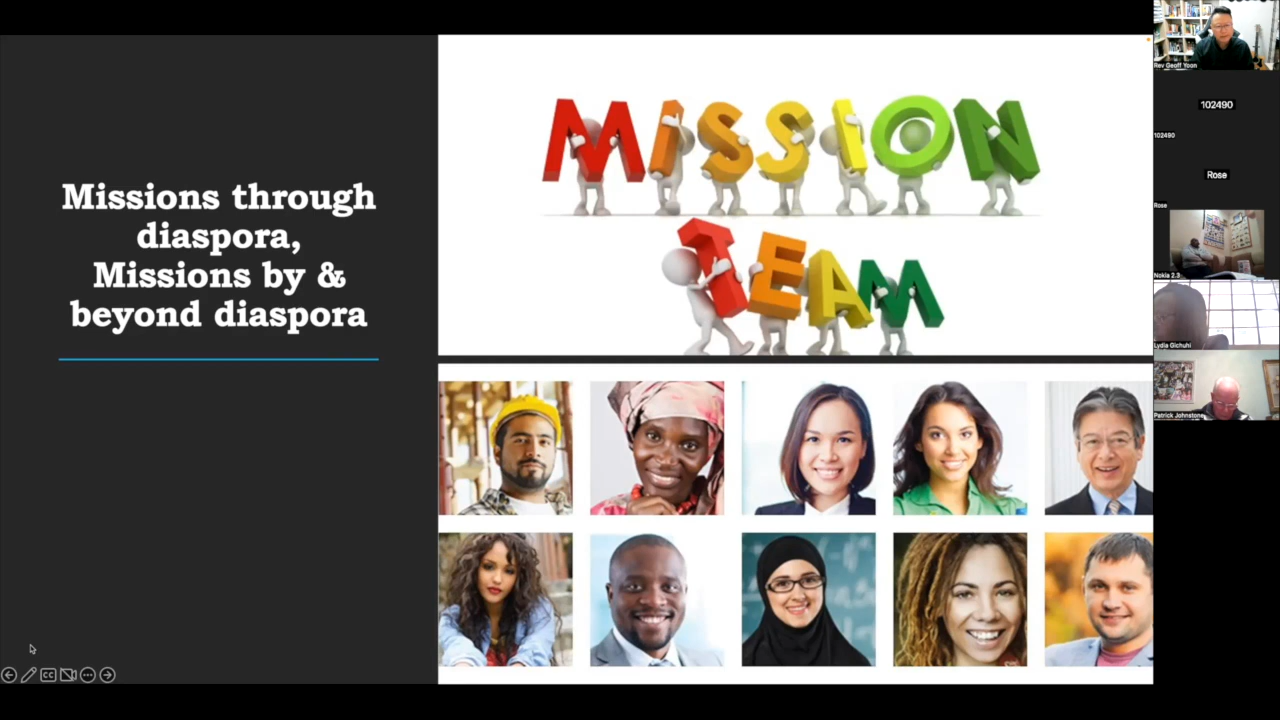 Missions through
diaspora,
Missions by &
beyond diaspora
MISSION
TEAM
Rev Geoff Yoon
102490
102490
Rose
Rose
Nokia 2.3
Lydia Gichuhi
Patrick Johnstone
CC